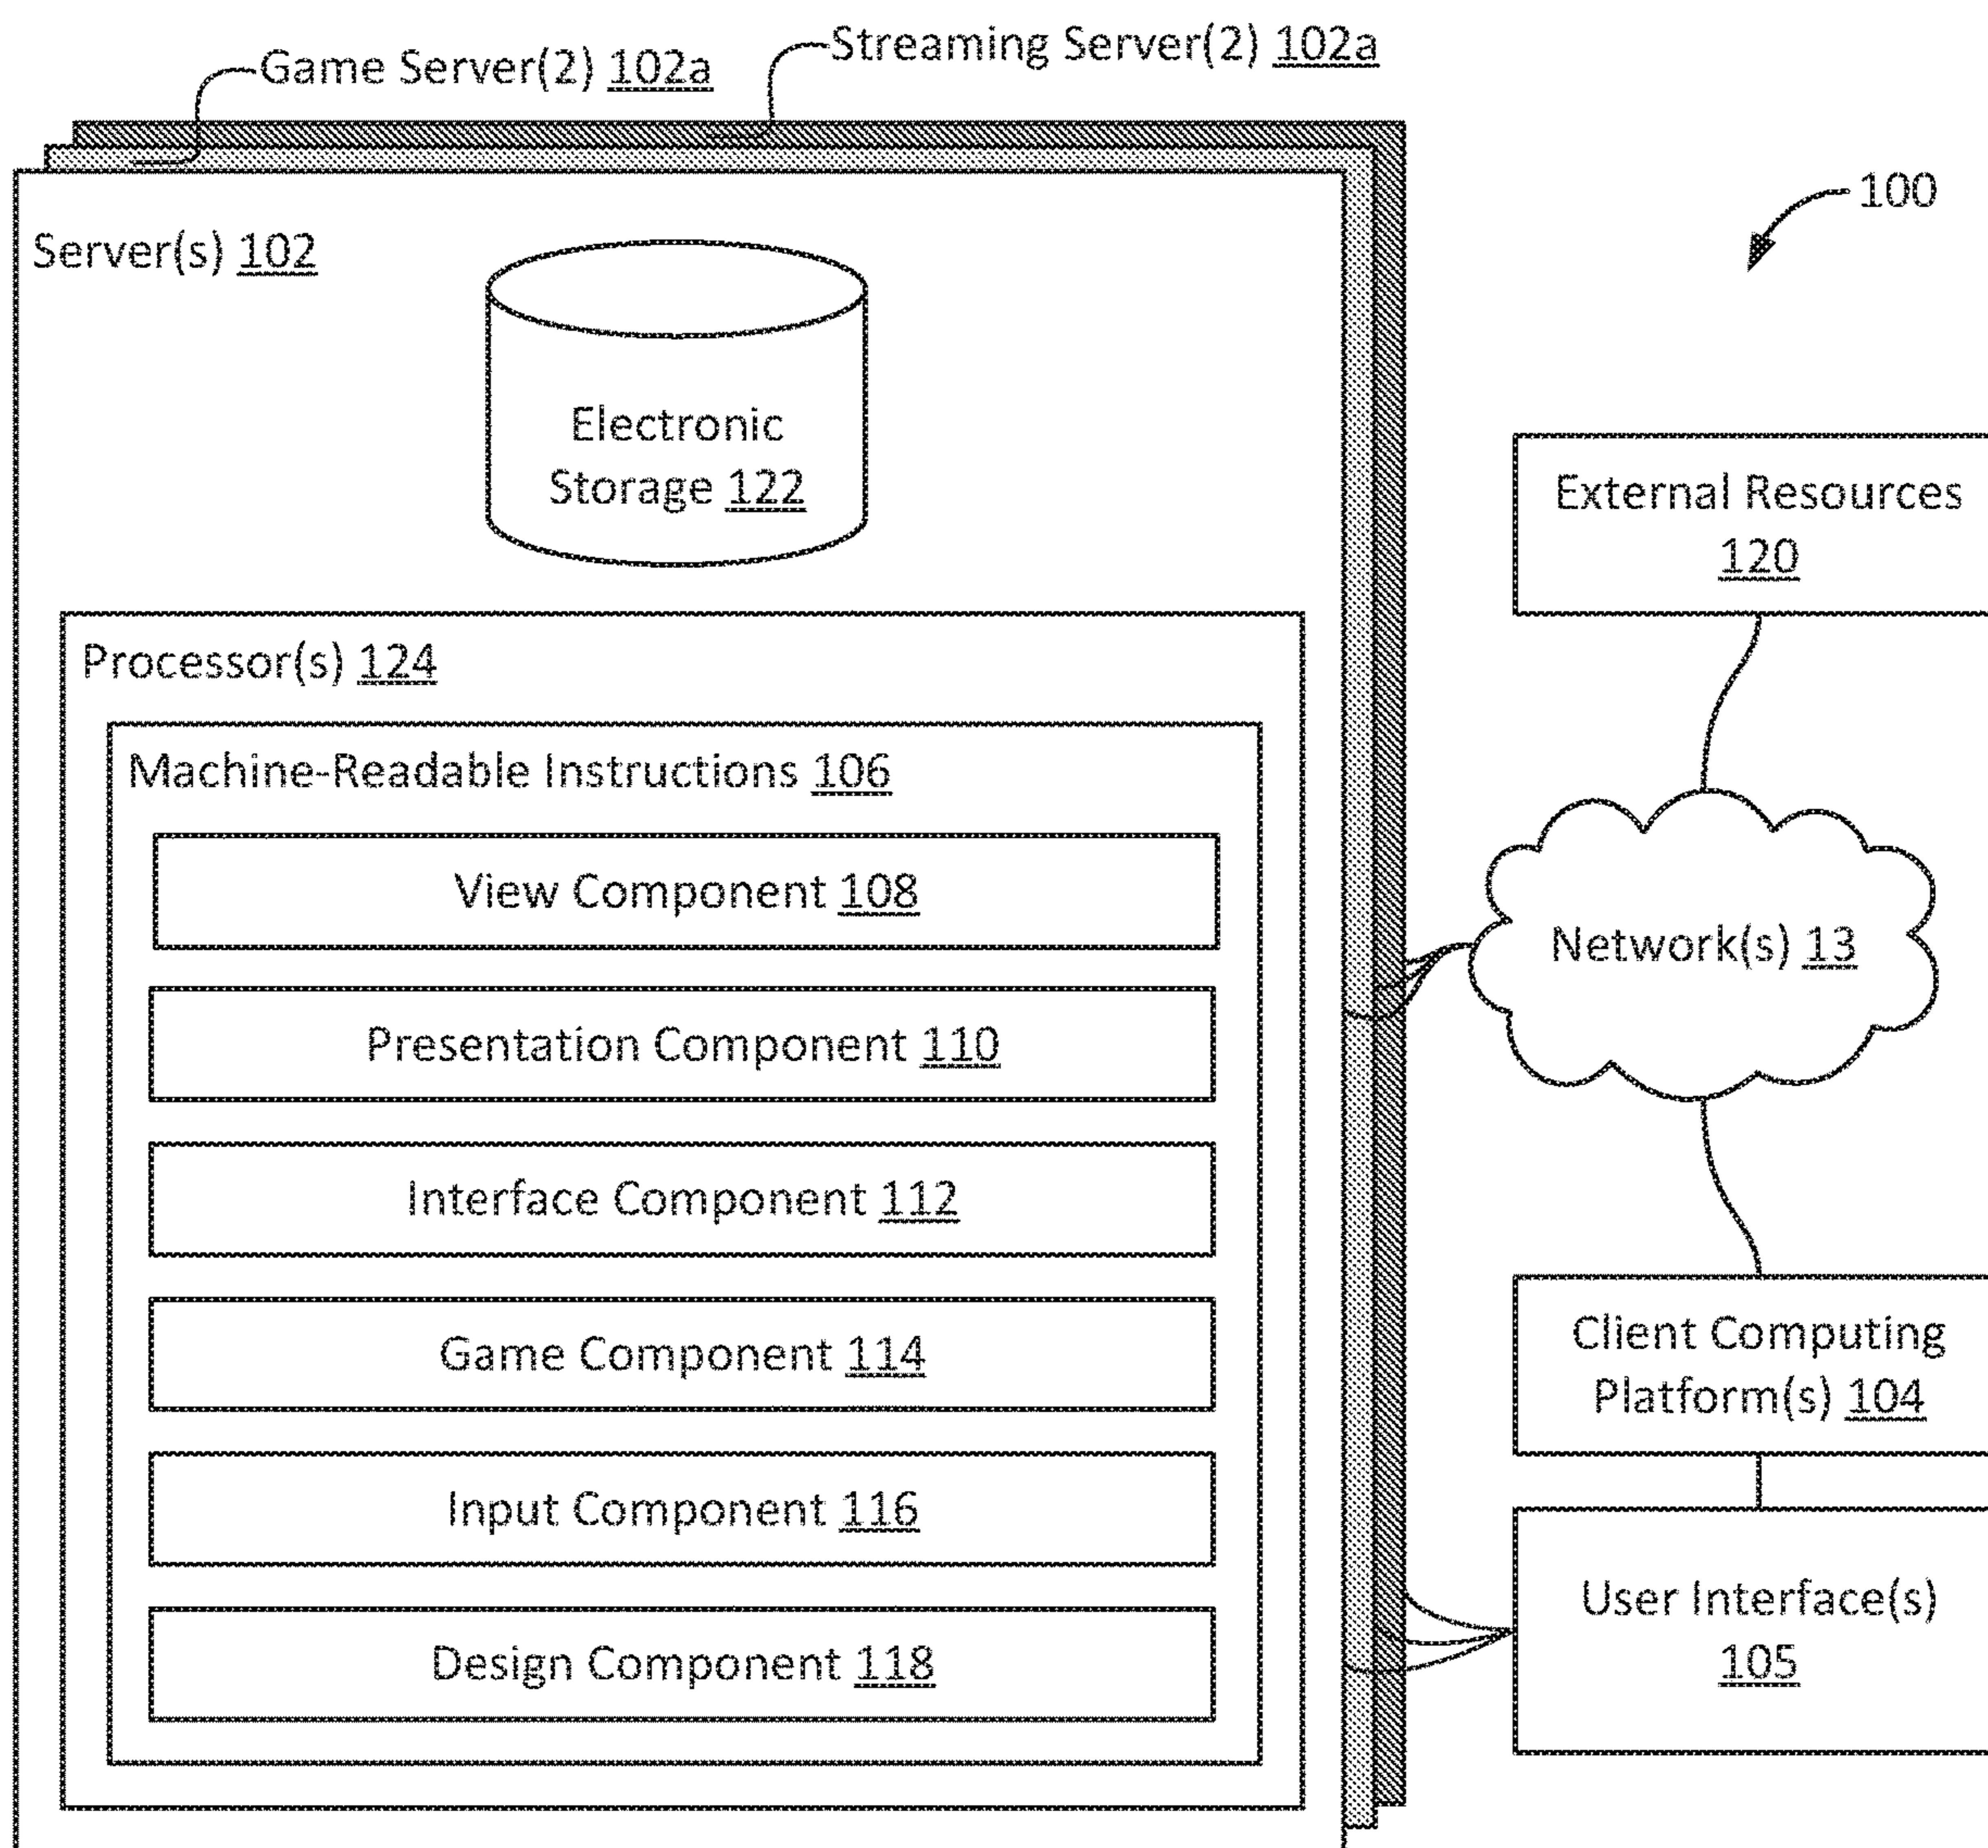 Game Server(2) 102a
Streaming Server(2) 102a
100
Server(s) 102
Electronic
Storage 122
Processor(s) 124
Machine-Readable Instructions 106
View Component 108
Presentation Component 110
Interface Component 112
Game Component 114
Input Component 116
Design Component 118
External Resources
120
Network(s) 13
Client Computing
Platform(s) 104
User Interface(s)
105